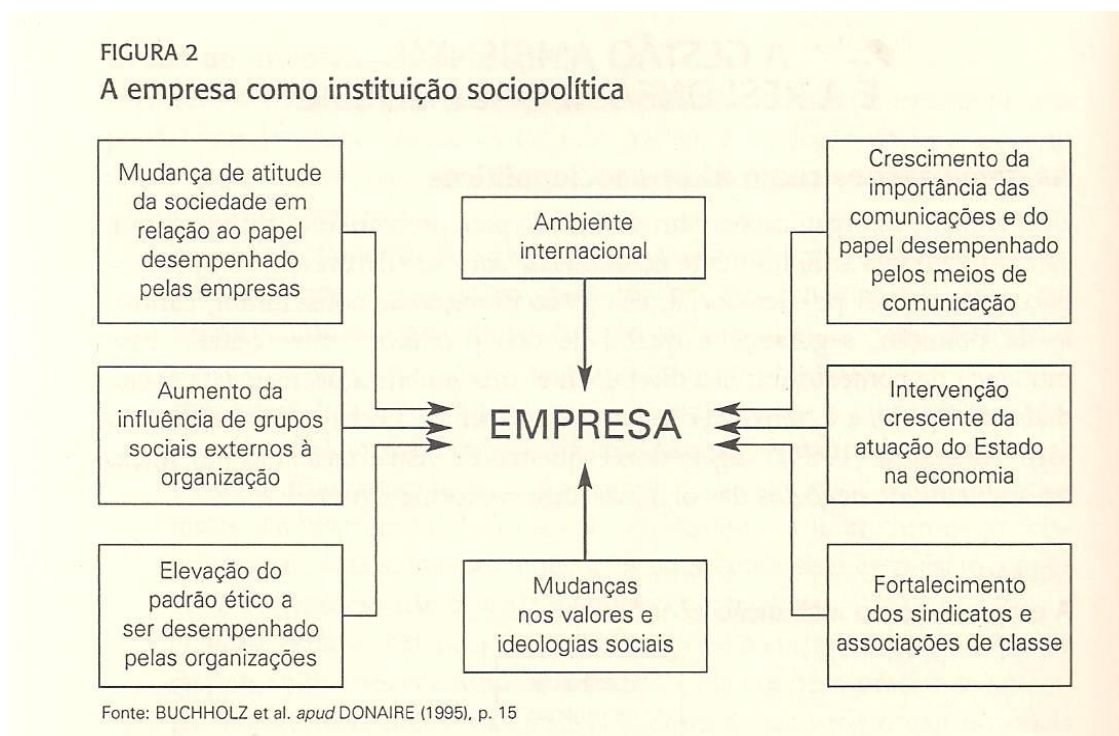 FIGURA 2
A empresa como instituição sociopolítica
Mudança de atitude
da sociedade em
relação ao papel
desempenhado
pelas empresas
Ambiente
internacional
Crescimento da
importância das
comunicações e do
papel desempenhado
pelos meios de
comunicação
Aumento da
influência de grupos
sociais externos à
organização
EMPRESA
Intervenção
crescente da
atuação do Estado
na economia
Elevação do
padrão ético a
ser desempenhado
pelas organizações
Mudanças
nos valores e
ideologias sociais
Fortalecimento
dos sindicatos e
associações de classe
Fonte: BUCHHOLZ et al. apud DONAIRE (1995), p. 15